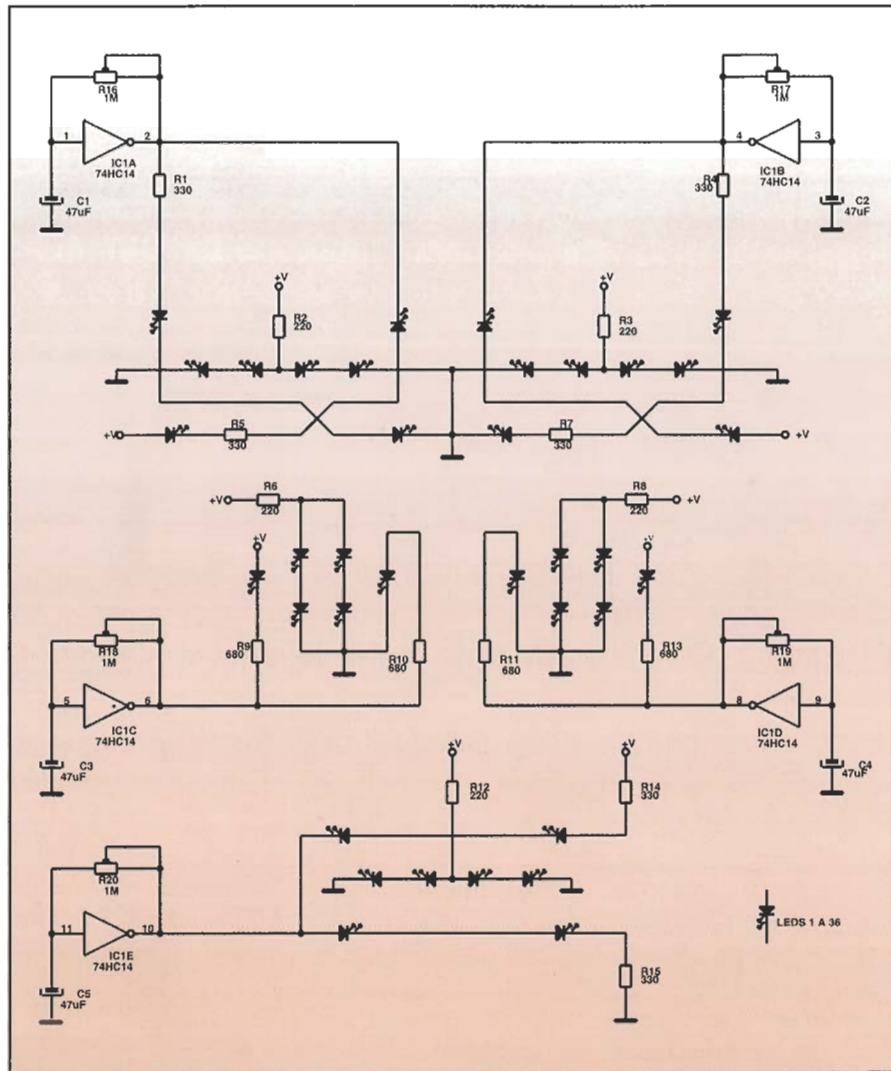 R16
1M
1
2
IC1A
74HC14
R1
330
C1
47uF
R17
1M
4
3
IC1B
74HC14
R4
330
C2
47uF
+V
R2
220
+V
R3
220
+V
R5
330
R7
330
+V
+V
R6
220
R8
220
+V
+V
R9
680
R10
680
R11
680
R13
680
R18
1M
5
6
IC1C
74HC14
C3
47uF
R19
1M
8
9
IC1D
74HC14
C4
47uF
+V
R12
220
+V
R14
330
R20
1M
11
10
IC1E
74HC14
C5
47uF
R15
330
LEDS 1 A 36